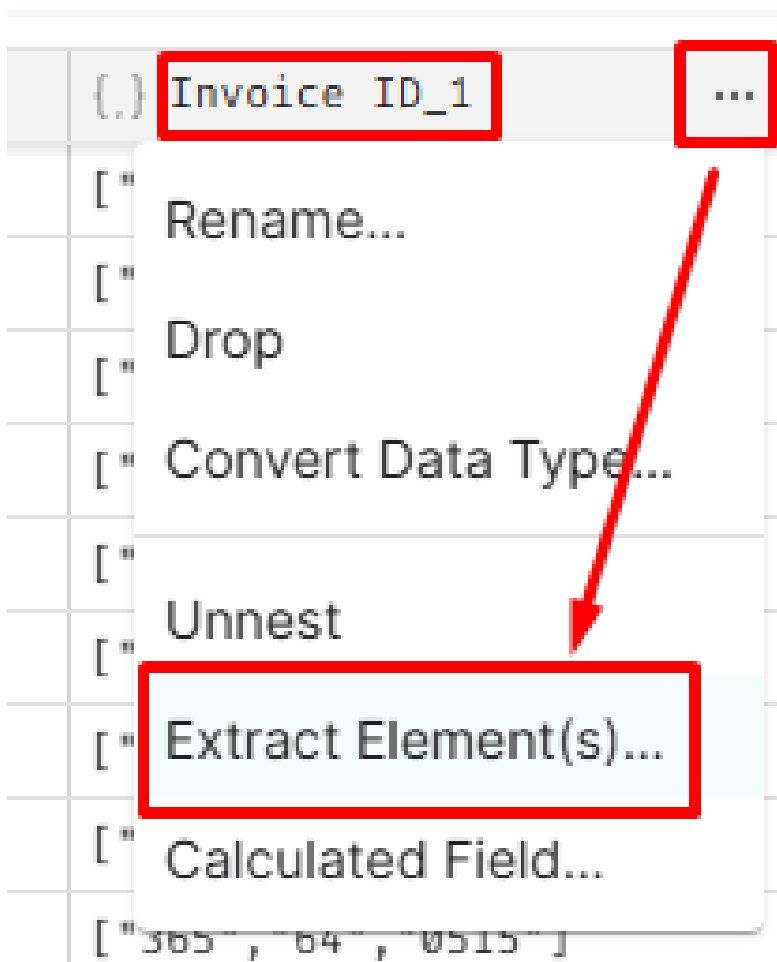 {.} Invoice ID_1 ...
["
Rename...
["
Drop
["
["
Convert Data Type...
["
Unnest
["
["
Extract Element(s)...
["
Calculated Field...
["365","64","0515"]